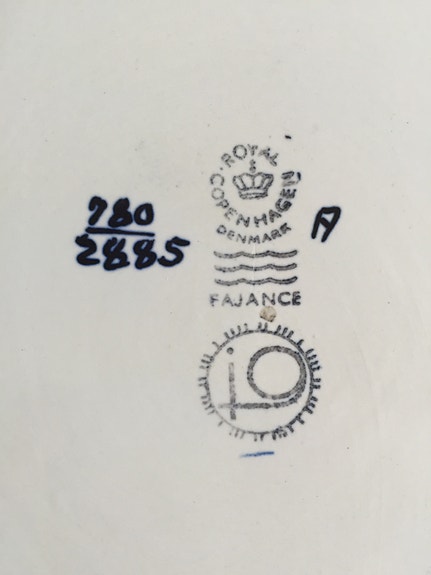 ROYAL
COPENHAGEN
DENMARK
780
2885
A
FAJANCE